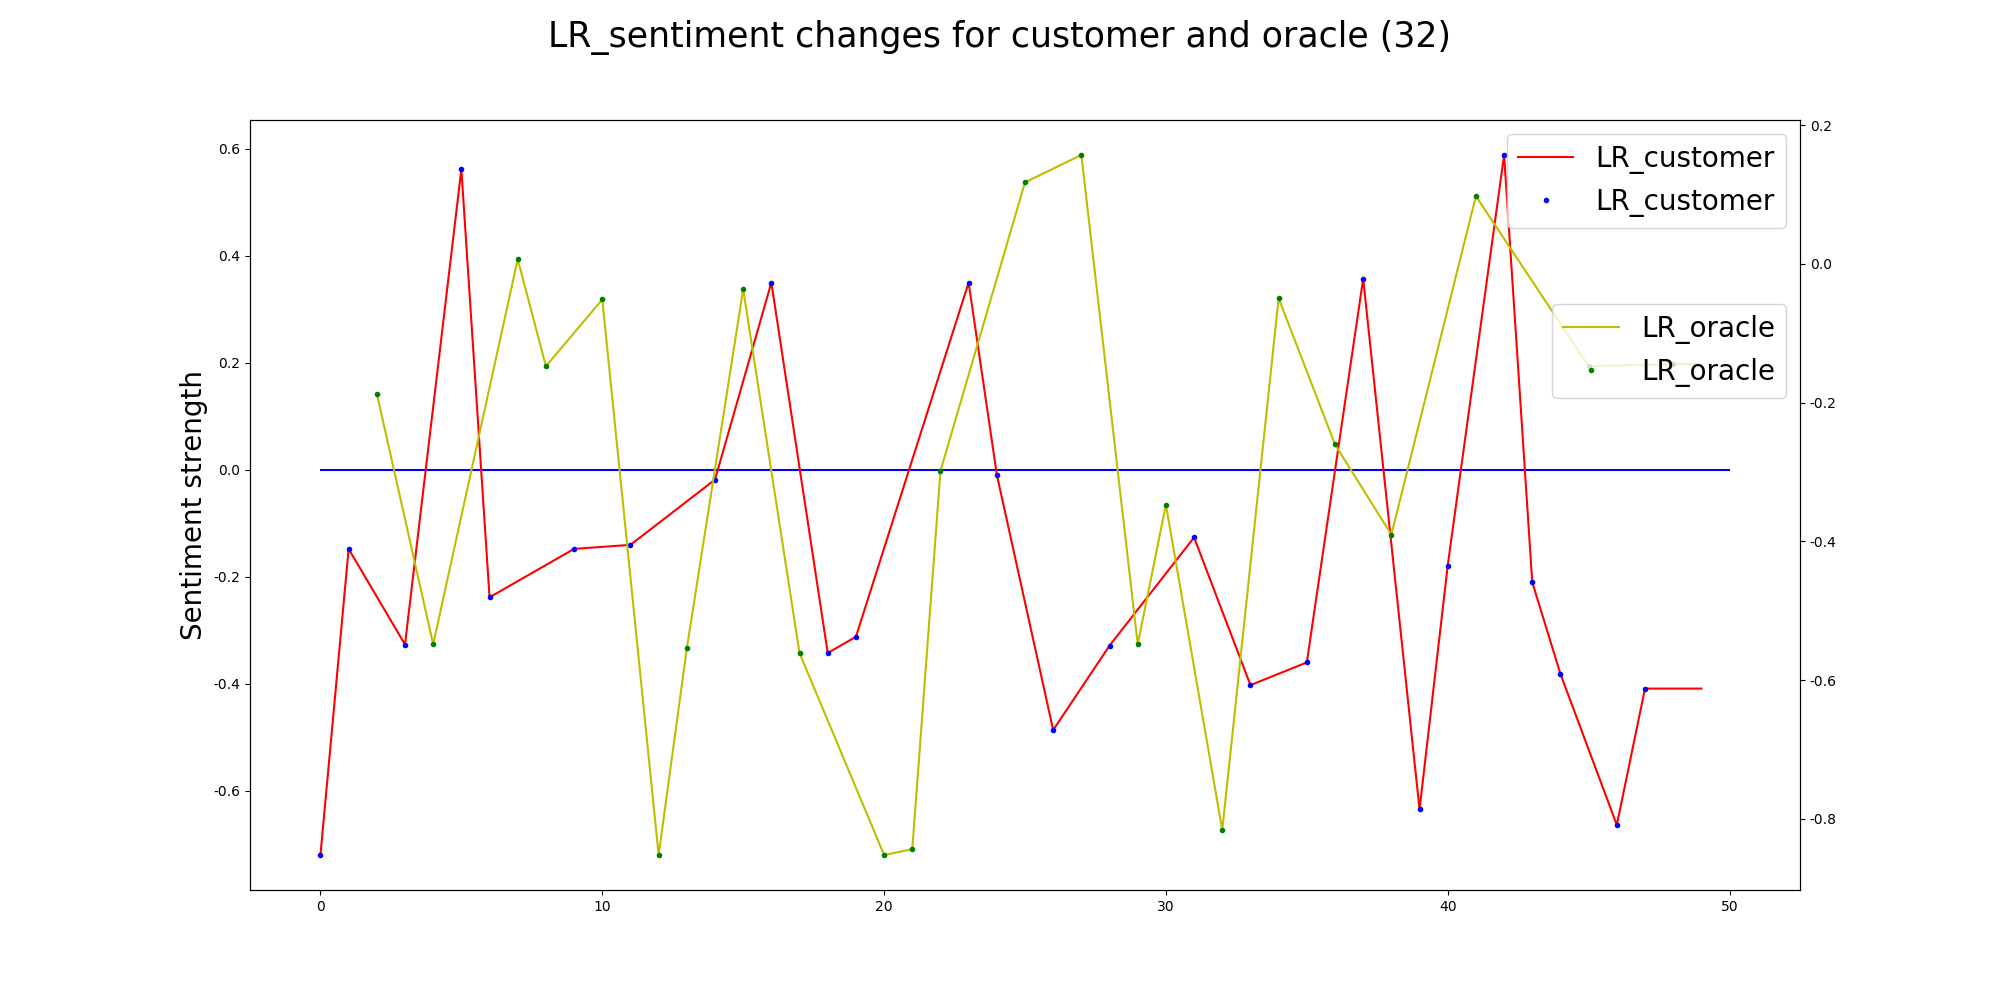 LR_sentiment changes for customer and oracle (32)
Sentiment strength
0.6
0.4
0.2
0.0
-0.2
-0.4
-0.6
0.2
0.0
-0.2
-0.4
-0.6
-0.8
LR_customer
LR_customer
LR_oracle
LR_oracle
0 10 20 30 40 50